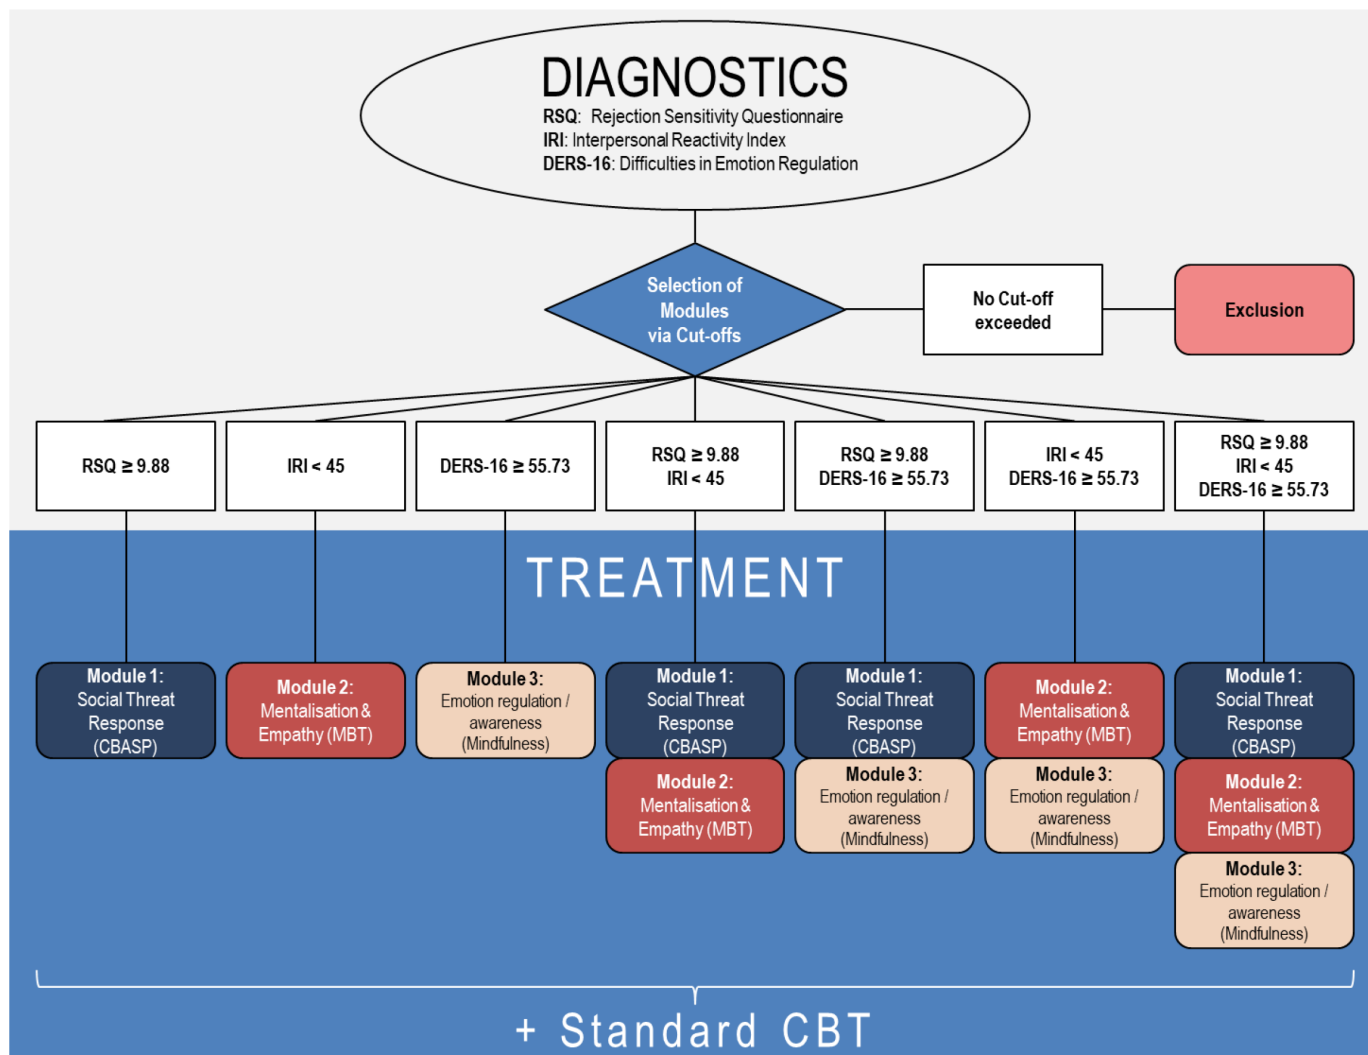 DIAGNOSTICS
RSQ: Rejection Sensitivity Questionnaire
IRI: Interpersonal Reactivity Index
DERS-16: Difficulties in Emotion Regulation
Selection of
Modules
via Cut-offs
No Cut-off
exceeded
Exclusion
RSQ ≥ 9.88
IRI < 45
DERS-16 ≥ 55.73
RSQ ≥ 9.88
IRI < 45
RSQ ≥ 9.88
DERS-16 ≥ 55.73
IRI < 45
DERS-16 ≥ 55.73
RSQ ≥ 9.88
IRI < 45
DERS-16 ≥ 55.73
TREATMENT
Module 1:
Social Threat
Response
(CBASP)
Module 2:
Mentalisation &
Empathy (MBT)
Module 3:
Emotion regulation /
awareness
(Mindfulness)
Module 1:
Social Threat
Response
(CBASP)
Module 2:
Mentalisation &
Empathy (MBT)
Module 1:
Social Threat
Response
(CBASP)
Module 3:
Emotion regulation /
awareness
(Mindfulness)
Module 2:
Mentalisation &
Empathy (MBT)
Module 3:
Emotion regulation /
awareness
(Mindfulness)
Module 1:
Social Threat
Response
(CBASP)
Module 2:
Mentalisation &
Empathy (MBT)
Module 3:
Emotion regulation /
awareness
(Mindfulness)
+ Standard CBT